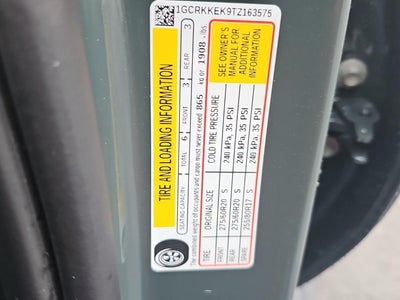 1GCRKKEK9TZ163575
TIRE AND LOADING INFORMATION
SEATING CAPACITY TOTAL 6 FRONT 3 REAR 3
The combined weight of occupants and cargo must never exceed 865 kg or 1908 lbs.
TIRE ORIGINAL SIZE COLD TIRE PRESSURE
FRONT 275/60R20 S 240 kPa, 35 PSI
REAR 275/60R20 S 240 kPa, 35 PSI
SPARE 255/80R17 S 240 kPa, 35 PSI
SEE OWNER'S
MANUAL FOR
ADDITIONAL
INFORMATION